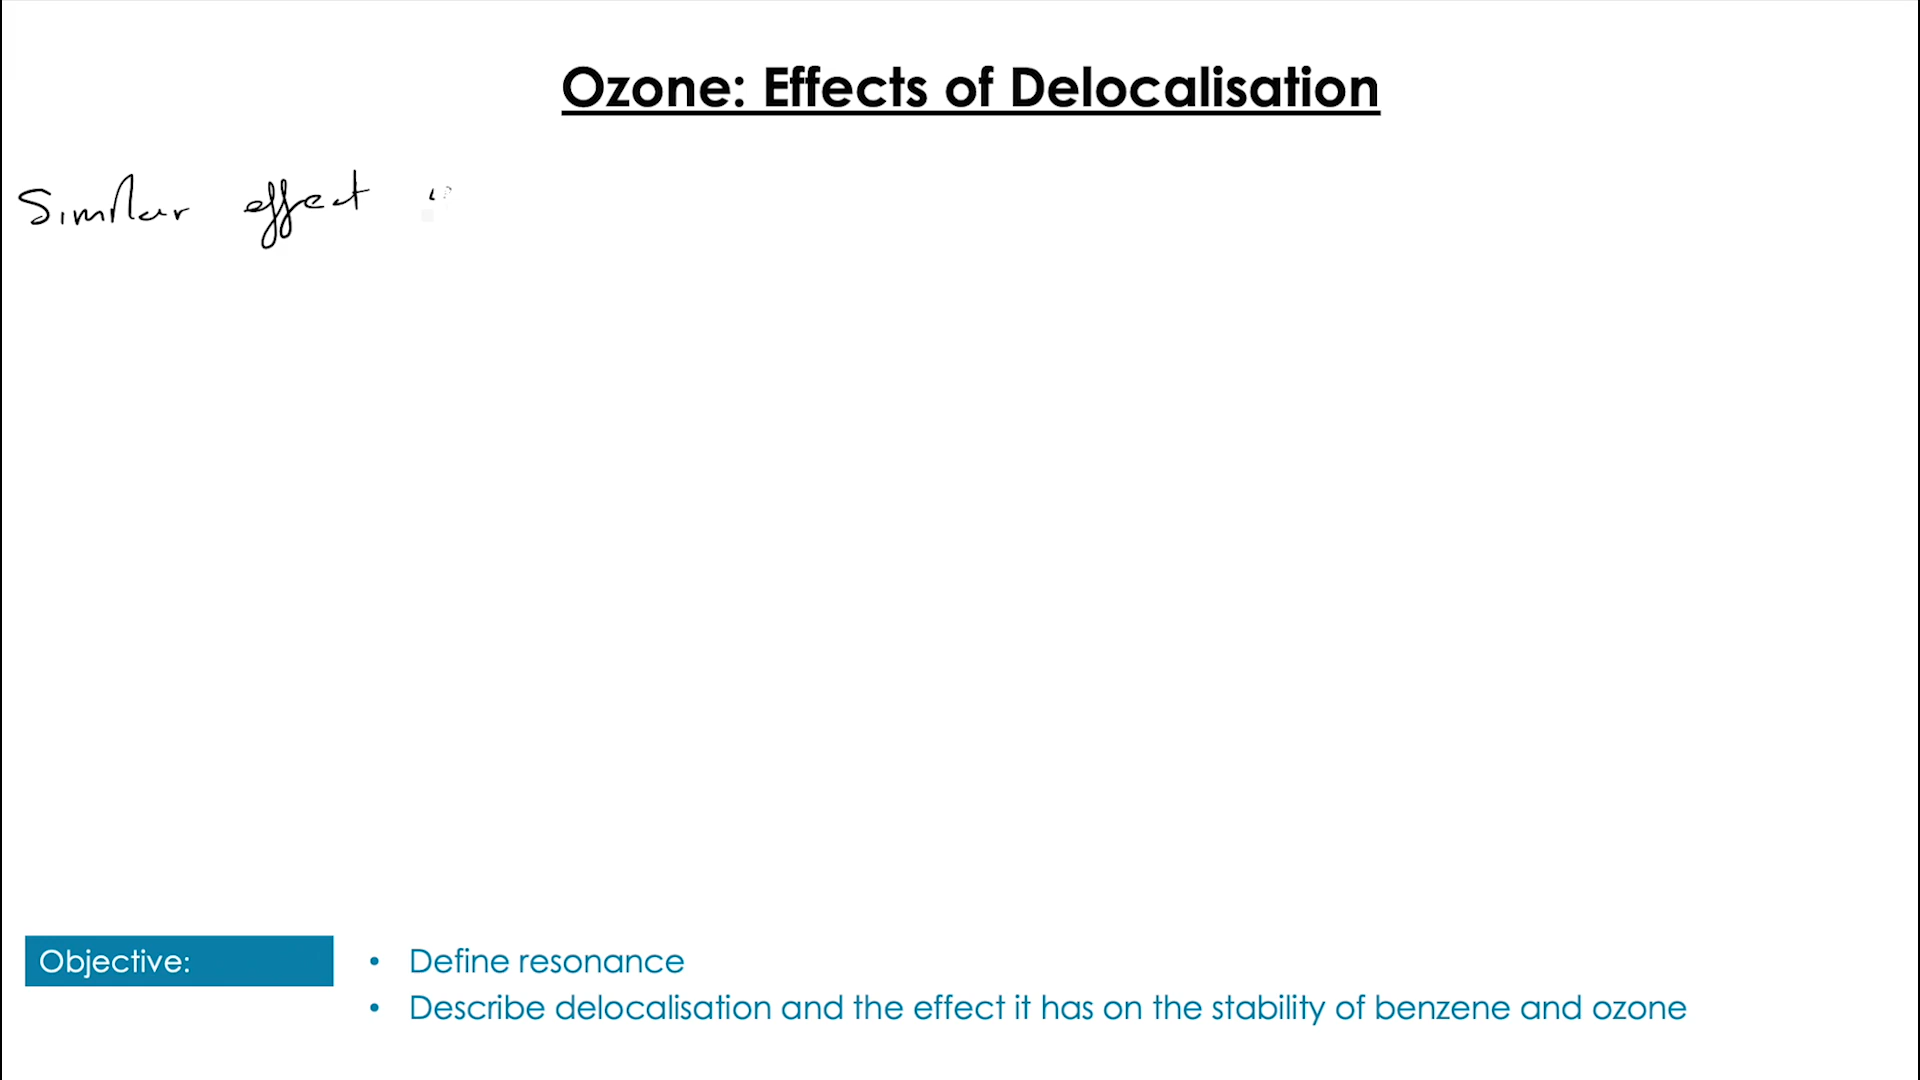 Ozone: Effects of Delocalisation
Similar effect
Objective:
• Define resonance
• Describe delocalisation and the effect it has on the stability of benzene and ozone